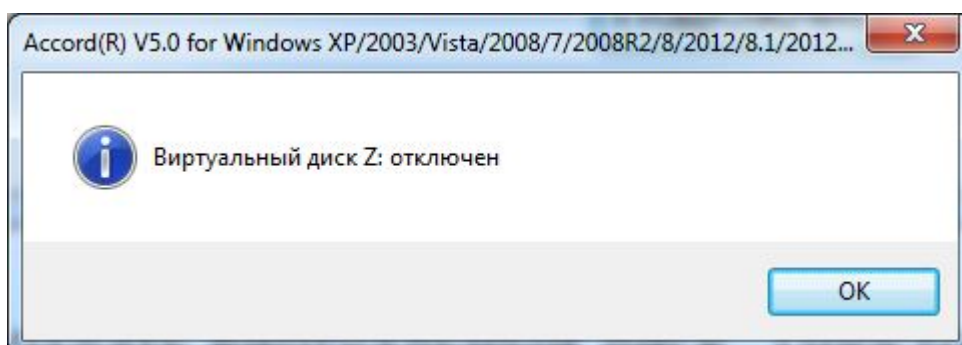 Accord(R) V5.0 for Windows XP/2003/Vista/2008/7/2008R2/8/2012/8.1/2012...
Виртуальный диск Z: отключен
OK